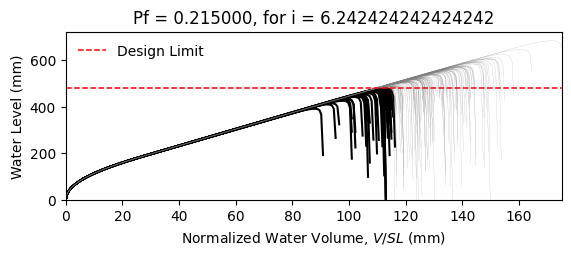 Pf = 0.215000, for i = 6.242424242424242
Design Limit
Water Level (mm)
600
400
200
0
0 20 40 60 80 100 120 140 160
Normalized Water Volume, V/SL (mm)